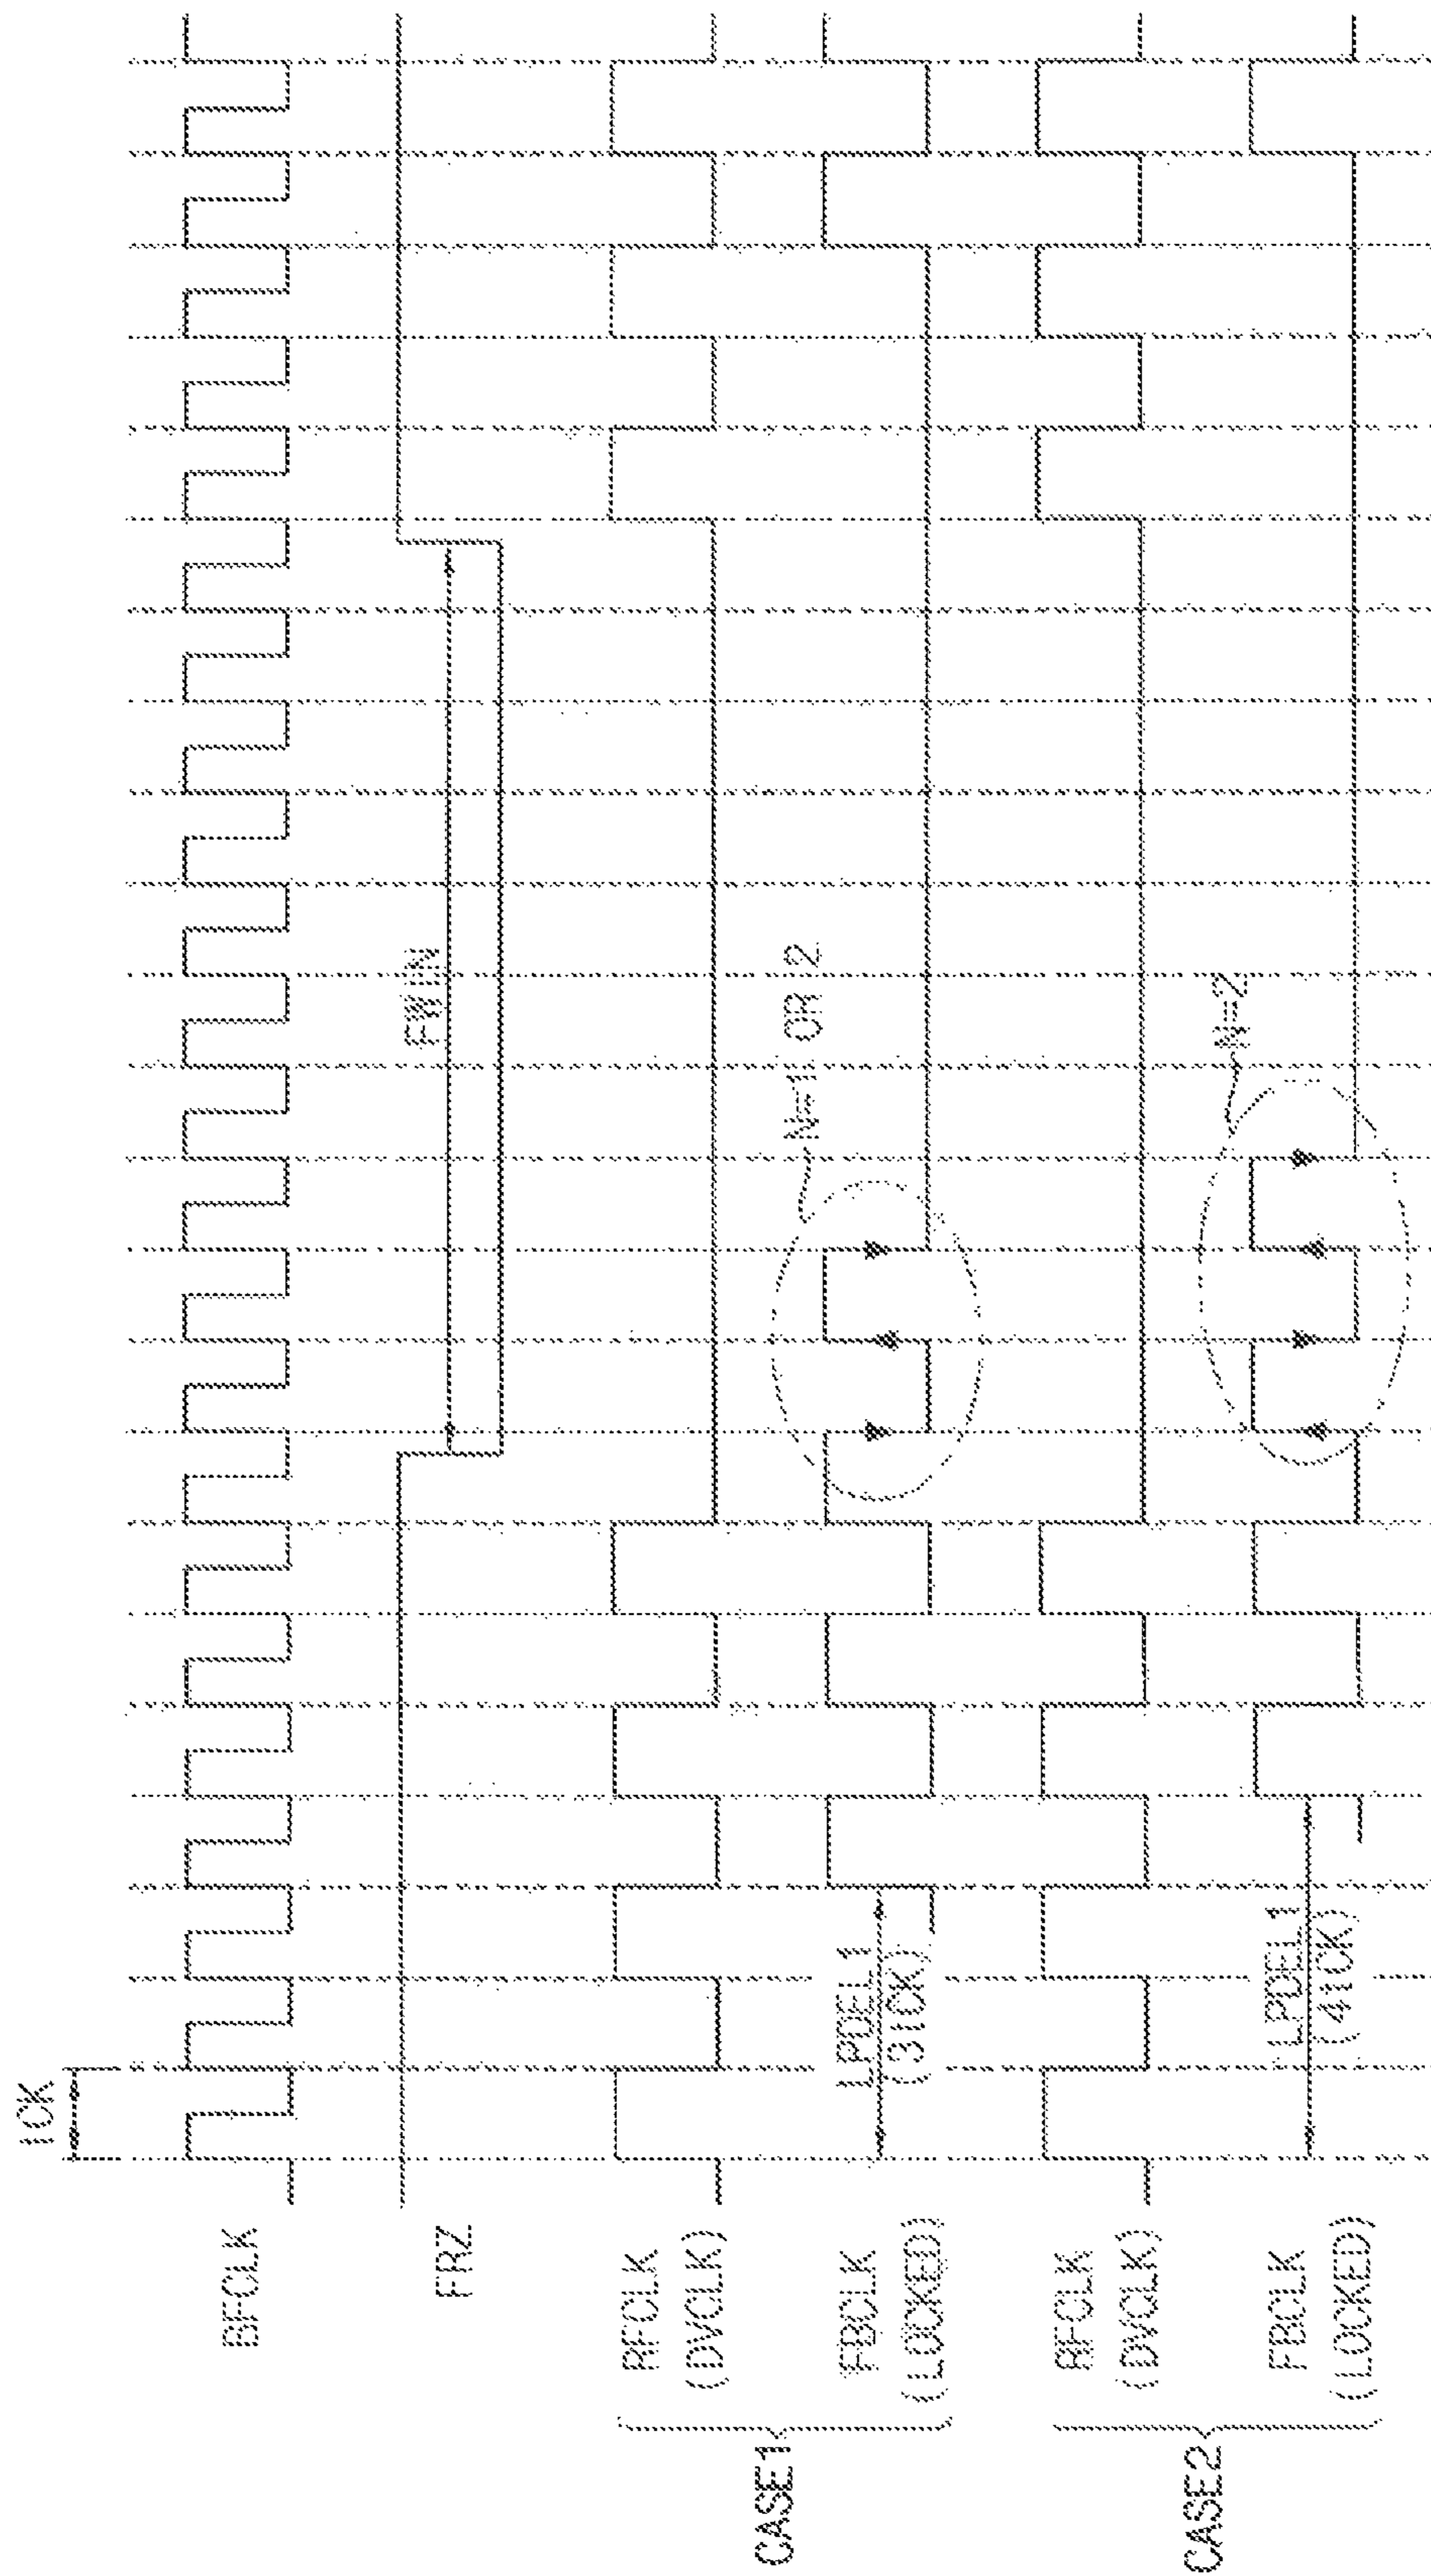 tCK
BFCLK
FRZ
FWIN
CASE1
RFCLK
(DVCLK)
FBCLK
(LOCKED)
LPDEL1
(3tCK)
N=1 OR 2
CASE2
RFCLK
(DVCLK)
FBCLK
(LOCKED)
LPDEL1
(4tCK)
N=2